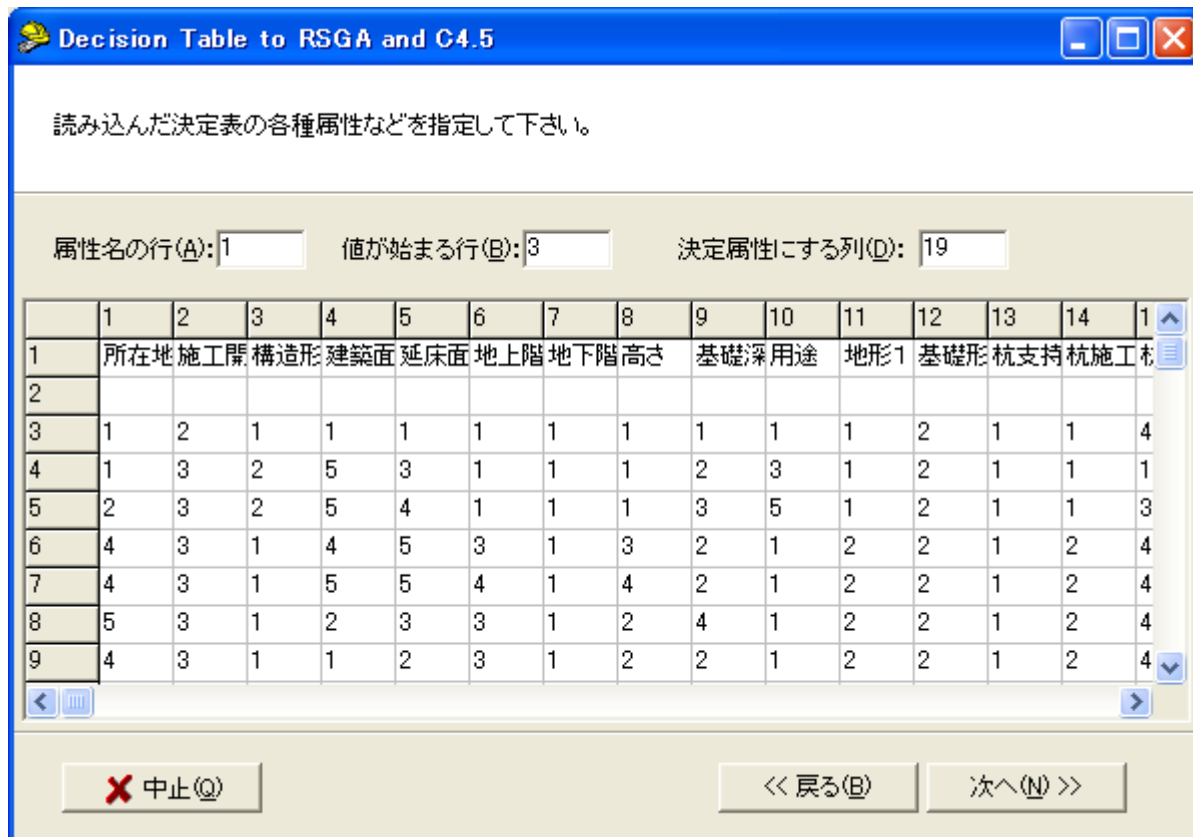 Decision Table to RSGA and C4.5
読み込んだ決定表の各種属性などを指定して下さい。
属性名の行(A): 1 値が始まる行(B): 3 決定属性にする列(D): 19
1 2 3 4 5 6 7 8 9 10 11 12 13 14 1
1 所在地 施工開 構造形 建築面 延床面 地上階 地下階 高さ 基礎深 用途 地形1 基礎形 杭支持 杭施工
2
3 1 2 1 1 1 1 1 1 1 1 1 2 1 1 4
4 1 3 2 5 3 1 1 1 2 3 1 2 1 1 1
5 2 3 2 5 4 1 1 1 3 5 1 2 1 1 3
6 4 3 1 4 5 3 1 3 2 1 2 2 1 2 4
7 4 3 1 5 5 4 1 4 2 1 2 2 1 2 4
8 5 3 1 2 3 3 1 2 4 1 2 2 1 2 4
9 4 3 1 1 2 3 1 2 2 1 2 2 1 2 4
中止(Q) << 戻る(B) 次へ(N) >>